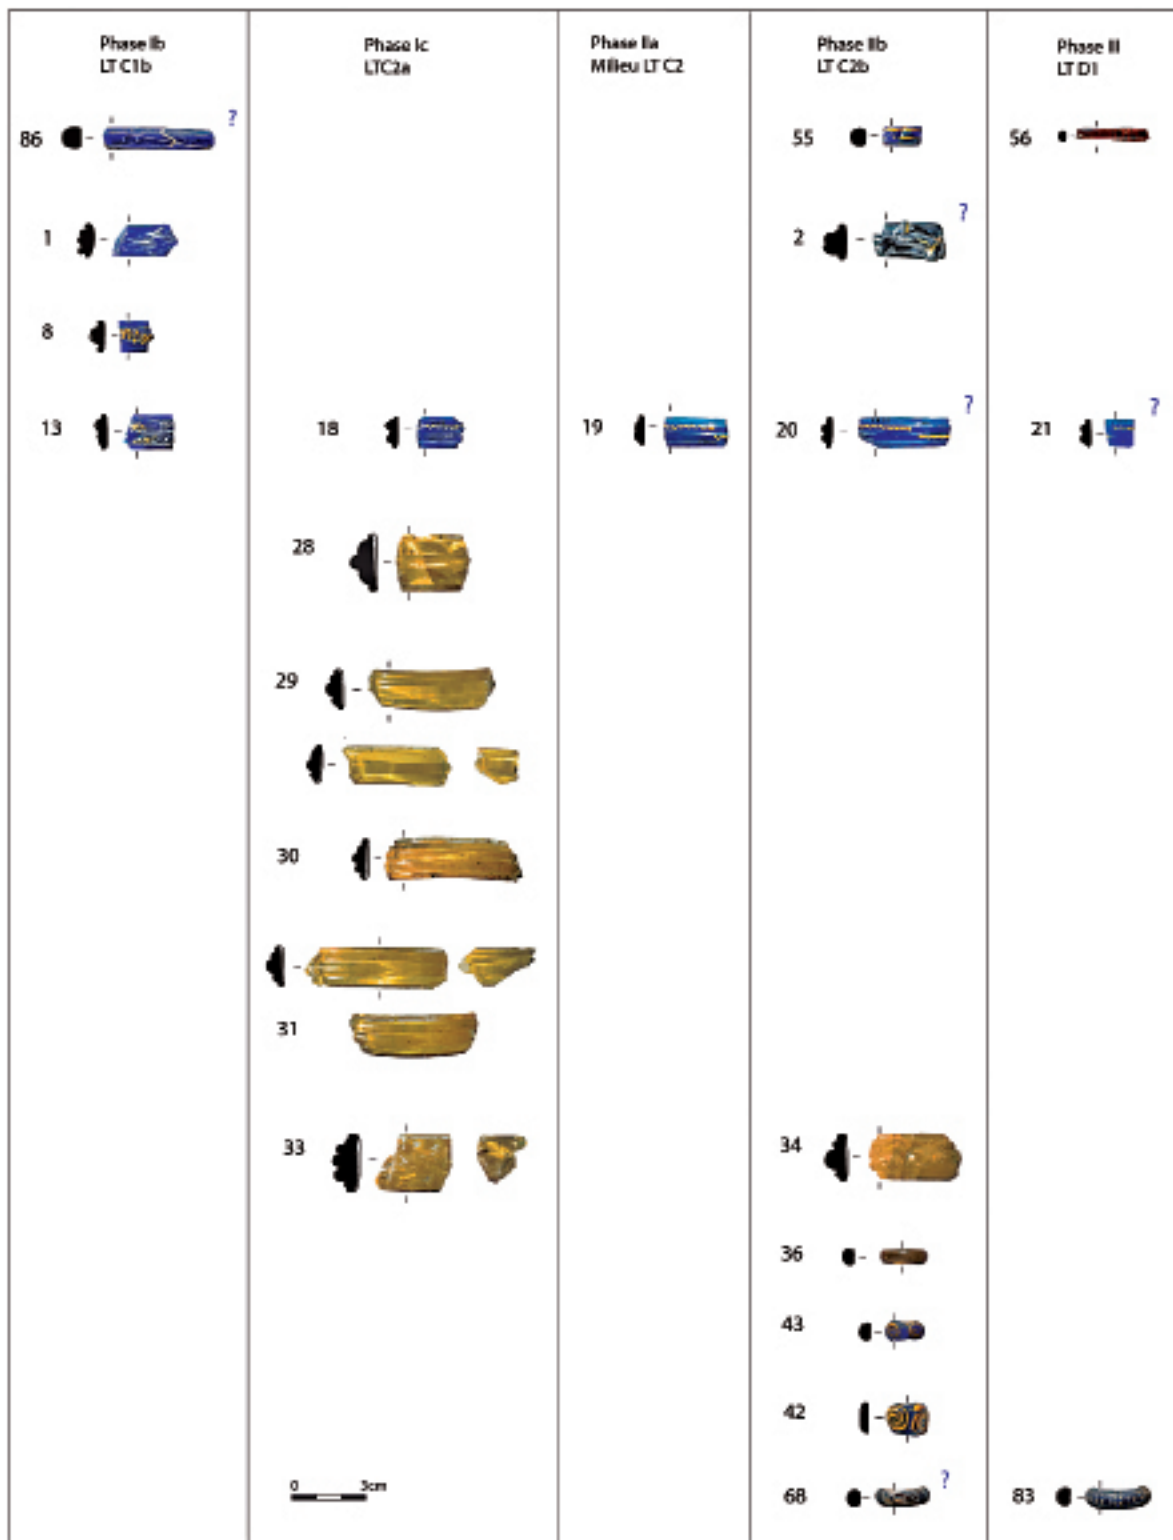 Phase Ib
LT C1b
Phase Ic
LTC2a
Phase IIa
Milieu LT C2
Phase IIb
LT C2b
Phase III
LT D1
86 ? 55 56
1 2 ?
8
13 18 19 20 ? 21 ?
28
29
30
31
33 34
36
43
42
0 3cm
68 ? 83